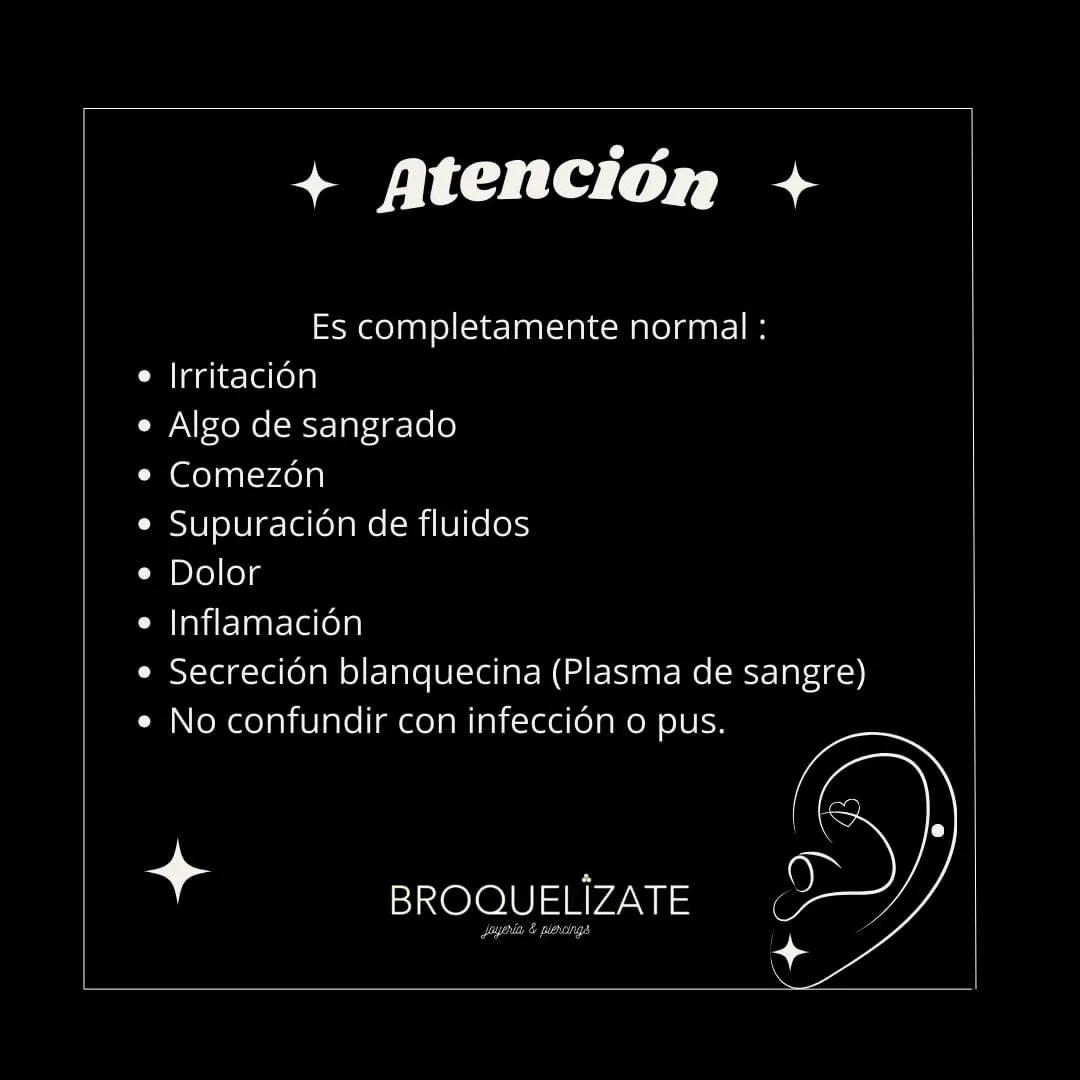 Atención
Es completamente normal :
• Irritación
• Algo de sangrado
• Comezón
• Supuración de fluidos
• Dolor
• Inflamación
• Secreción blanquecina (Plasma de sangre)
• No confundir con infección o pus.
BROQUELIZATE
joyería & piercings